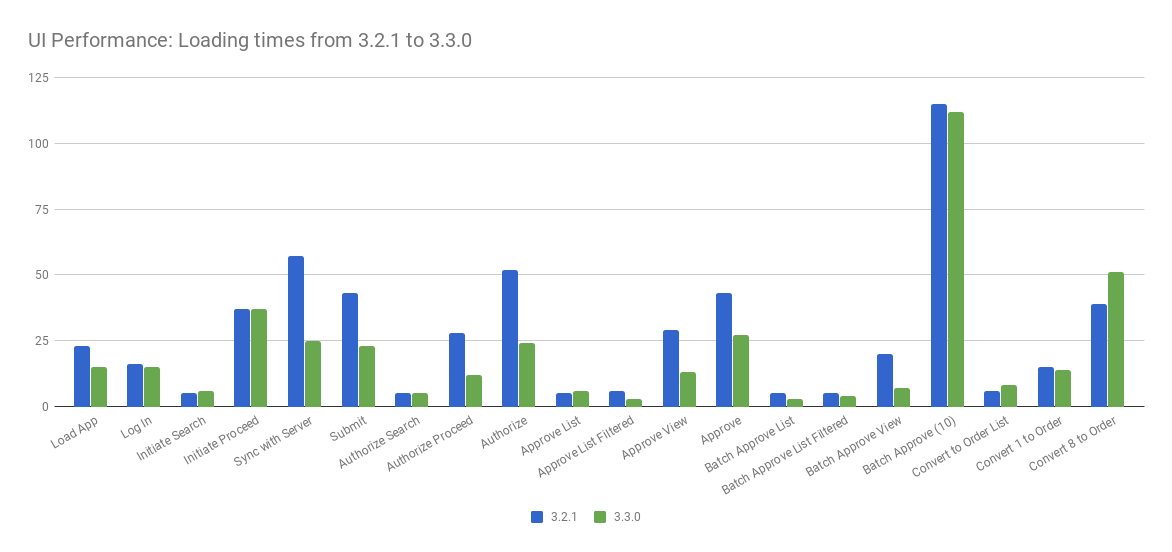 UI Performance: Loading times from 3.2.1 to 3.3.0
125
100
75
50
25
0
Load App
Log In
Initiate Search
Initiate Proceed
Sync with Server
Submit
Authorize Search
Authorize Proceed
Authorize
Approve List
Approve List Filtered
Approve View
Approve
Batch Approve List
Batch Approve List Filtered
Batch Approve View
Batch Approve (10)
Convert to Order List
Convert 1 to Order
Convert 8 to Order
3.2.1
3.3.0